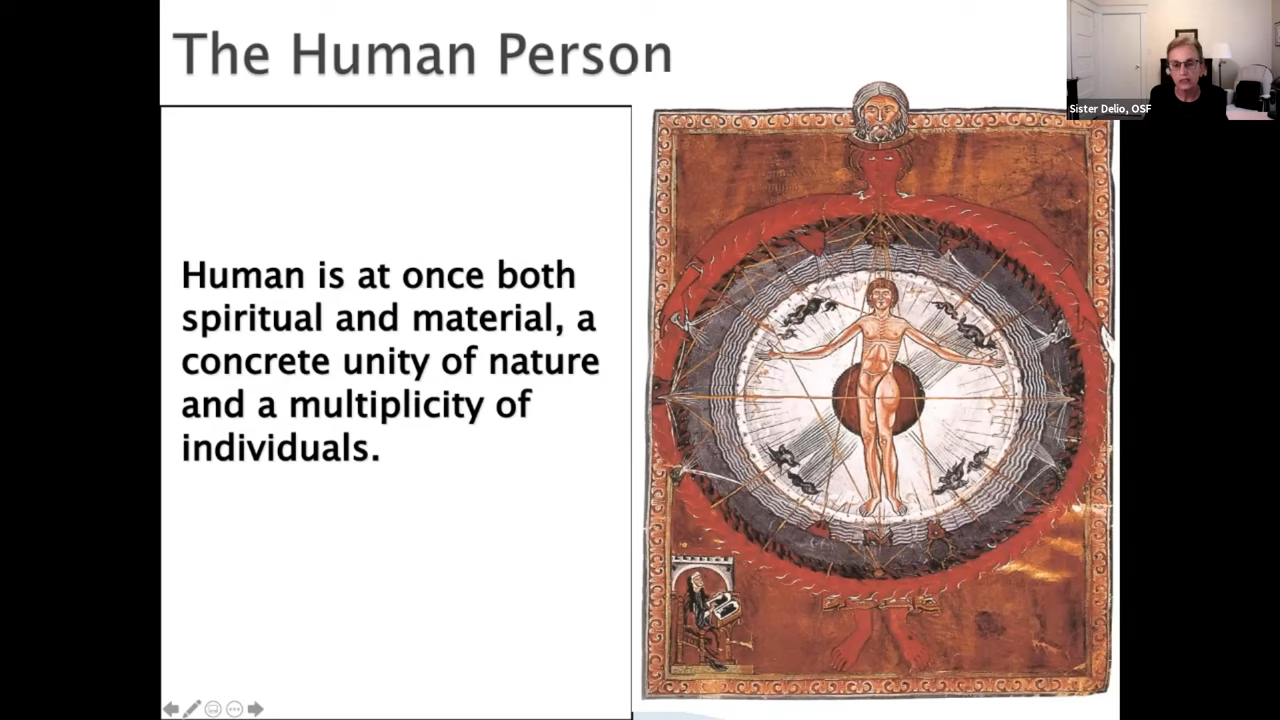 The Human Person
Sister Delio, OSF
Human is at once both
spiritual and material, a
concrete unity of nature
and a multiplicity of
individuals.